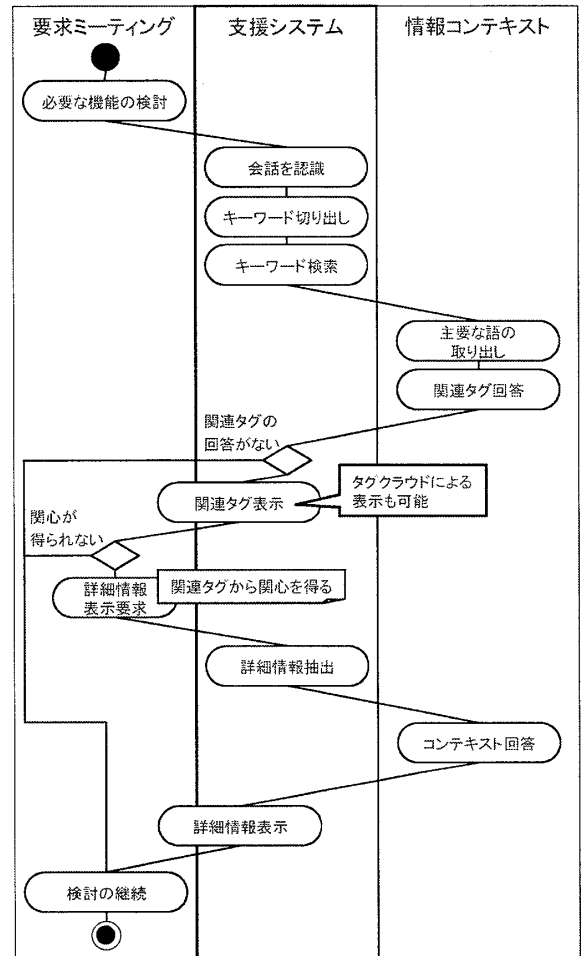 要求ミーティング
支援システム
情報コンテキスト
必要な機能の検討
会話を認識
キーワード切り出し
キーワード検索
主要な語の
取り出し
関連タグ回答
関連タグの
回答がない
関連タグ表示
タグクラウドによる
表示も可能
関心が
得られない
詳細情報
表示要求
関連タグから関心を得る
詳細情報抽出
コンテキスト回答
詳細情報表示
検討の継続